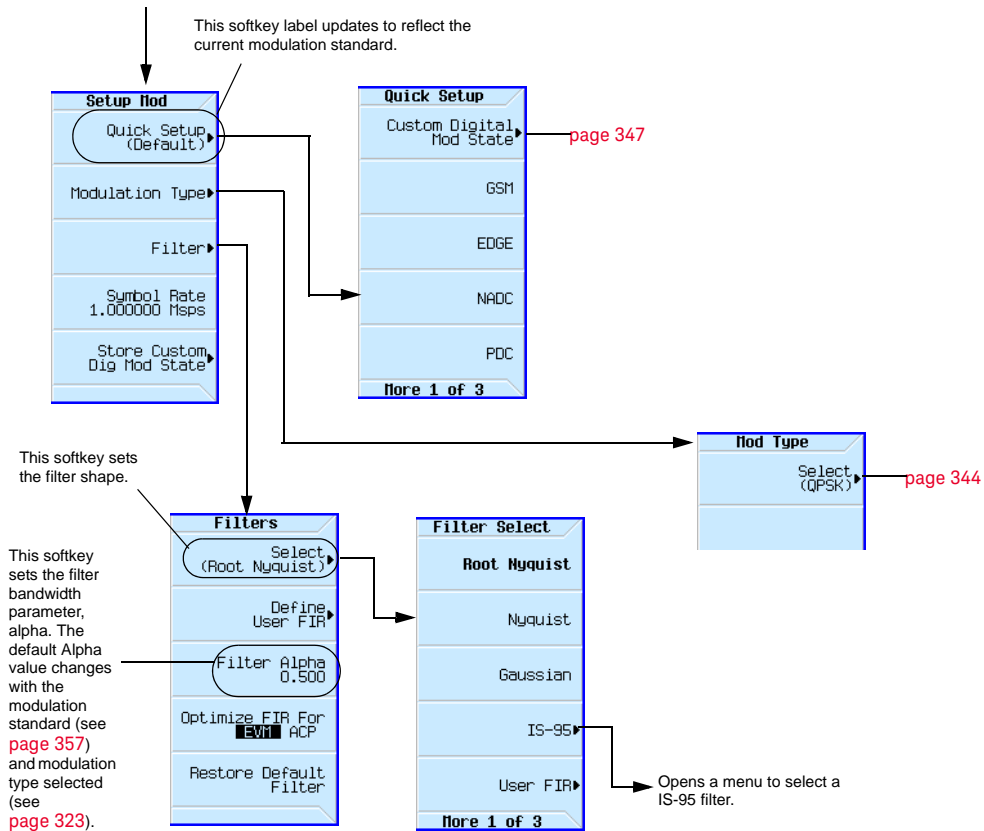 This softkey label updates to reflect the
current modulation standard.
Setup Mod
Quick Setup
(Default)
Modulation Type
Filter
Symbol Rate
1.000000 Msps
Store Custom
Dig Mod State
Quick Setup
Custom Digital
Mod State
page 347
GSM
EDGE
NADC
PDC
More 1 of 3
Mod Type
Select
(QPSK)
page 344
This softkey sets
the filter shape.
This softkey
sets the filter
bandwidth
parameter,
alpha. The
default Alpha
value changes
with the
modulation
standard (see
page 357)
and modulation
type selected
(see
page 323).
Filters
Select
(Root Nyquist)
Define
User FIR
Filter Alpha
0.500
Optimize FIR For
EVM ACP
Restore Default
Filter
Filter Select
Root Nyquist
Nyquist
Gaussian
IS-95
User FIR
More 1 of 3
Opens a menu to select a
IS-95 filter.